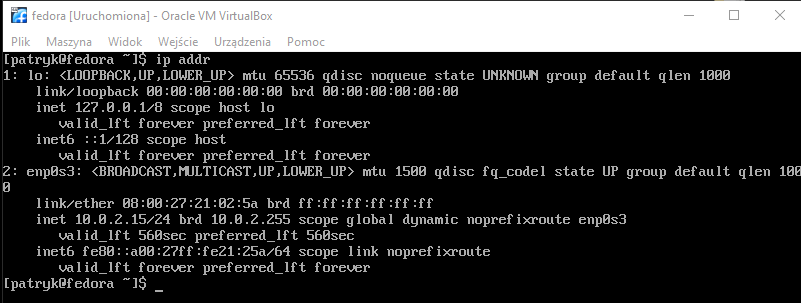 fedora [Uruchomiona] - Oracle VM VirtualBox
Plik Maszyna Widok Wejście Urządzenia Pomoc
[patryk@fedora ~]$ ip addr
1: lo: <LOOPBACK,UP,LOWER_UP> mtu 65536 qdisc noqueue state UNKNOWN group default qlen 1000
    link/loopback 00:00:00:00:00:00 brd 00:00:00:00:00:00
    inet 127.0.0.1/8 scope host lo
       valid_lft forever preferred_lft forever
    inet6 ::1/128 scope host
       valid_lft forever preferred_lft forever
2: enp0s3: <BROADCAST,MULTICAST,UP,LOWER_UP> mtu 1500 qdisc fq_codel state UP group default qlen 100
0
    link/ether 08:00:27:21:02:5a brd ff:ff:ff:ff:ff:ff
    inet 10.0.2.15/24 brd 10.0.2.255 scope global dynamic noprefixroute enp0s3
       valid_lft 560sec preferred_lft 560sec
    inet6 fe80::a00:27ff:fe21:25a/64 scope link noprefixroute
       valid_lft forever preferred_lft forever
[patryk@fedora ~]$ _